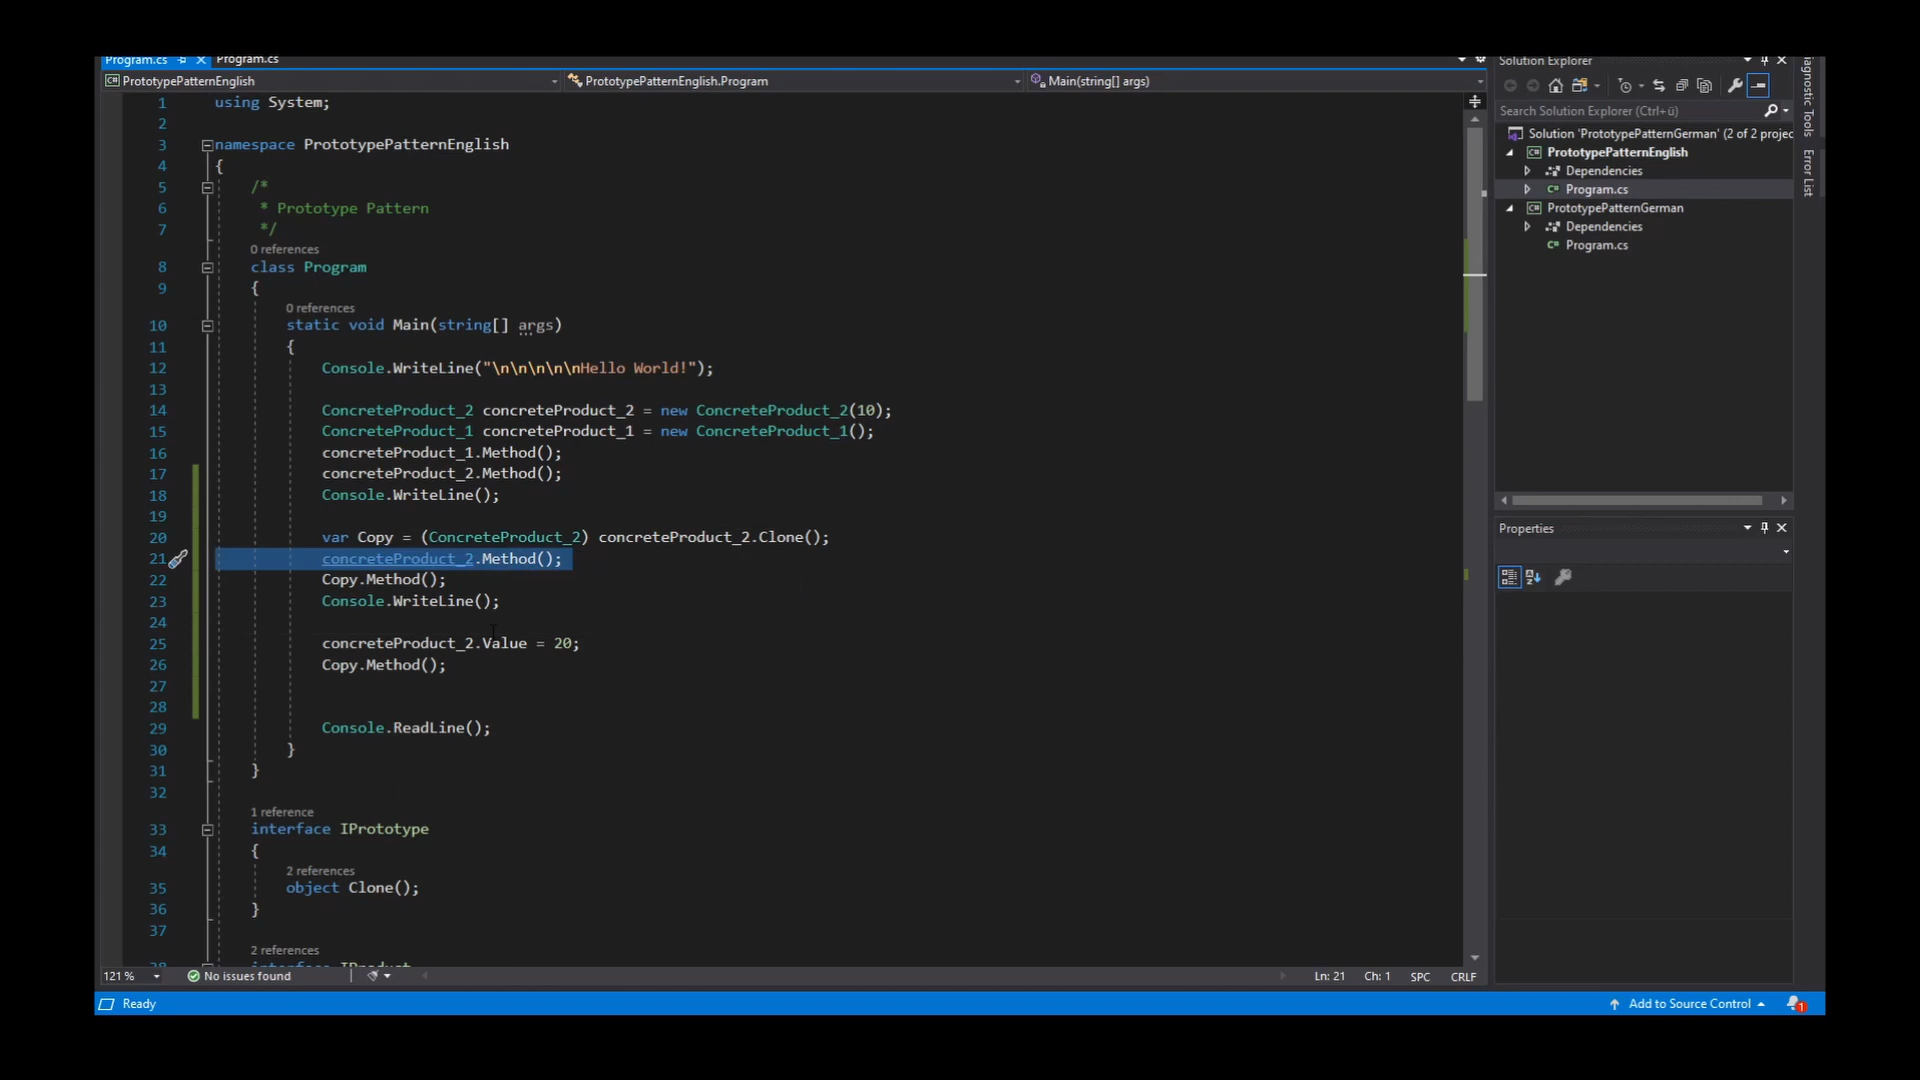 Program.cs
Program.cs
PrototypePatternEnglish
PrototypePatternEnglish.Program
Main(string[] args)
1 using System;
2
3 namespace PrototypePatternEnglish
4 {
5 /*
6 * Prototype Pattern
7 */
0 references
8 class Program
9 {
0 references
10 static void Main(string[] args)
11 {
12 Console.WriteLine("\n\n\n\n\nHello World!");
13
14 ConcreteProduct_2 concreteProduct_2 = new ConcreteProduct_2(10);
15 ConcreteProduct_1 concreteProduct_1 = new ConcreteProduct_1();
16 concreteProduct_1.Method();
17 concreteProduct_2.Method();
18 Console.WriteLine();
19
20 var Copy = (ConcreteProduct_2) concreteProduct_2.Clone();
21 concreteProduct_2.Method();
22 Copy.Method();
23 Console.WriteLine();
24
25 concreteProduct_2.Value = 20;
26 Copy.Method();
27
28
29 Console.ReadLine();
30 }
31 }
32
1 reference
33 interface IPrototype
34 {
2 references
35 object Clone();
36 }
37
2 references
38 interface IProduct
121 %
No issues found
Ln: 21 Ch: 1 SPC CRLF
Ready
Add to Source Control
1
Solution Explorer
Search Solution Explorer (Ctrl+ü)
Solution 'PrototypePatternGerman' (2 of 2 projec
PrototypePatternEnglish
Dependencies
Program.cs
PrototypePatternGerman
Dependencies
Program.cs
Properties
iagnostic Tools
Error List